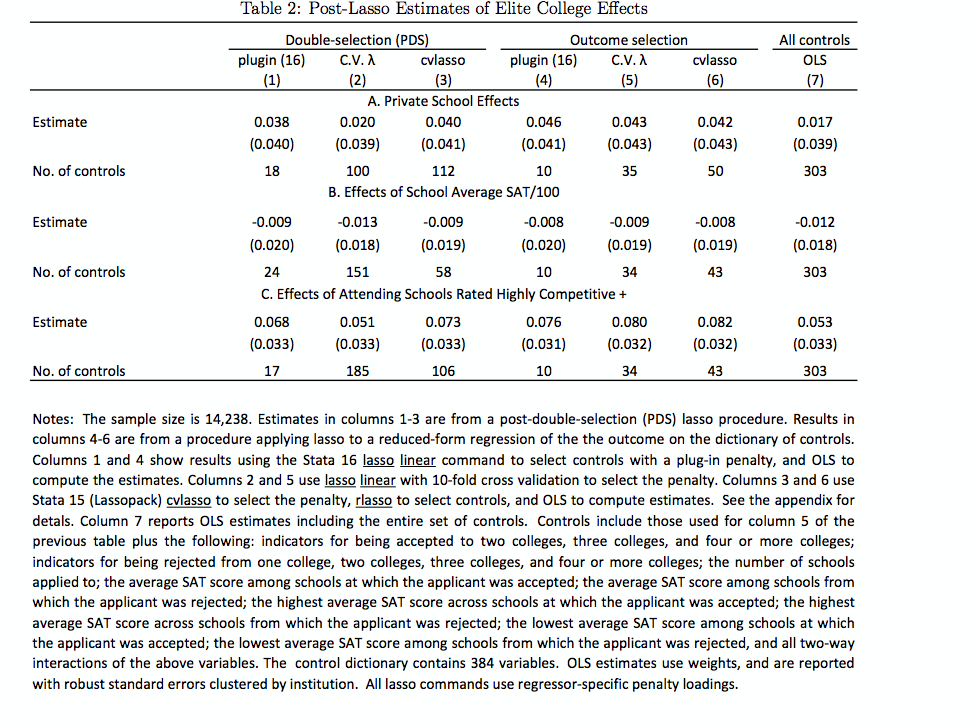 Table 2: Post-Lasso Estimates of Elite College Effects
Double-selection (PDS) Outcome selection All controls
plugin (16) C.V. λ cvlasso plugin (16) C.V. λ cvlasso OLS
(1) (2) (3) (4) (5) (6) (7)
A. Private School Effects
Estimate 0.038 0.020 0.040 0.046 0.043 0.042 0.017
(0.040) (0.039) (0.041) (0.041) (0.043) (0.043) (0.039)
No. of controls 18 100 112 10 35 50 303
B. Effects of School Average SAT/100
Estimate -0.009 -0.013 -0.009 -0.008 -0.009 -0.008 -0.012
(0.020) (0.018) (0.019) (0.020) (0.019) (0.019) (0.018)
No. of controls 24 151 58 10 34 43 303
C. Effects of Attending Schools Rated Highly Competitive +
Estimate 0.068 0.051 0.073 0.076 0.080 0.082 0.053
(0.033) (0.033) (0.033) (0.031) (0.032) (0.032) (0.033)
No. of controls 17 185 106 10 34 43 303
Notes: The sample size is 14,238. Estimates in columns 1-3 are from a post-double-selection (PDS) lasso procedure. Results in
columns 4-6 are from a procedure applying lasso to a reduced-form regression of the the outcome on the dictionary of controls.
Columns 1 and 4 show results using the Stata 16 lasso linear command to select controls with a plug-in penalty, and OLS to
compute the estimates. Columns 2 and 5 use lasso linear with 10-fold cross validation to select the penalty. Columns 3 and 6 use
Stata 15 (Lassopack) cvlasso to select the penalty, rlasso to select controls, and OLS to compute estimates. See the appendix for
detals. Column 7 reports OLS estimates including the entire set of controls. Controls include those used for column 5 of the
previous table plus the following: indicators for being accepted to two colleges, three colleges, and four or more colleges;
indicators for being rejected from one college, two colleges, three colleges, and four or more colleges; the number of schools
applied to; the average SAT score among schools at which the applicant was accepted; the average SAT score among schools from
which the applicant was rejected; the highest average SAT score across schools at which the applicant was accepted; the highest
average SAT score across schools from which the applicant was rejected; the lowest average SAT score among schools at which
the applicant was accepted; the lowest average SAT score among schools from which the applicant was rejected, and all two-way
interactions of the above variables. The control dictionary contains 384 variables. OLS estimates use weights, and are reported
with robust standard errors clustered by institution. All lasso commands use regressor-specific penalty loadings.